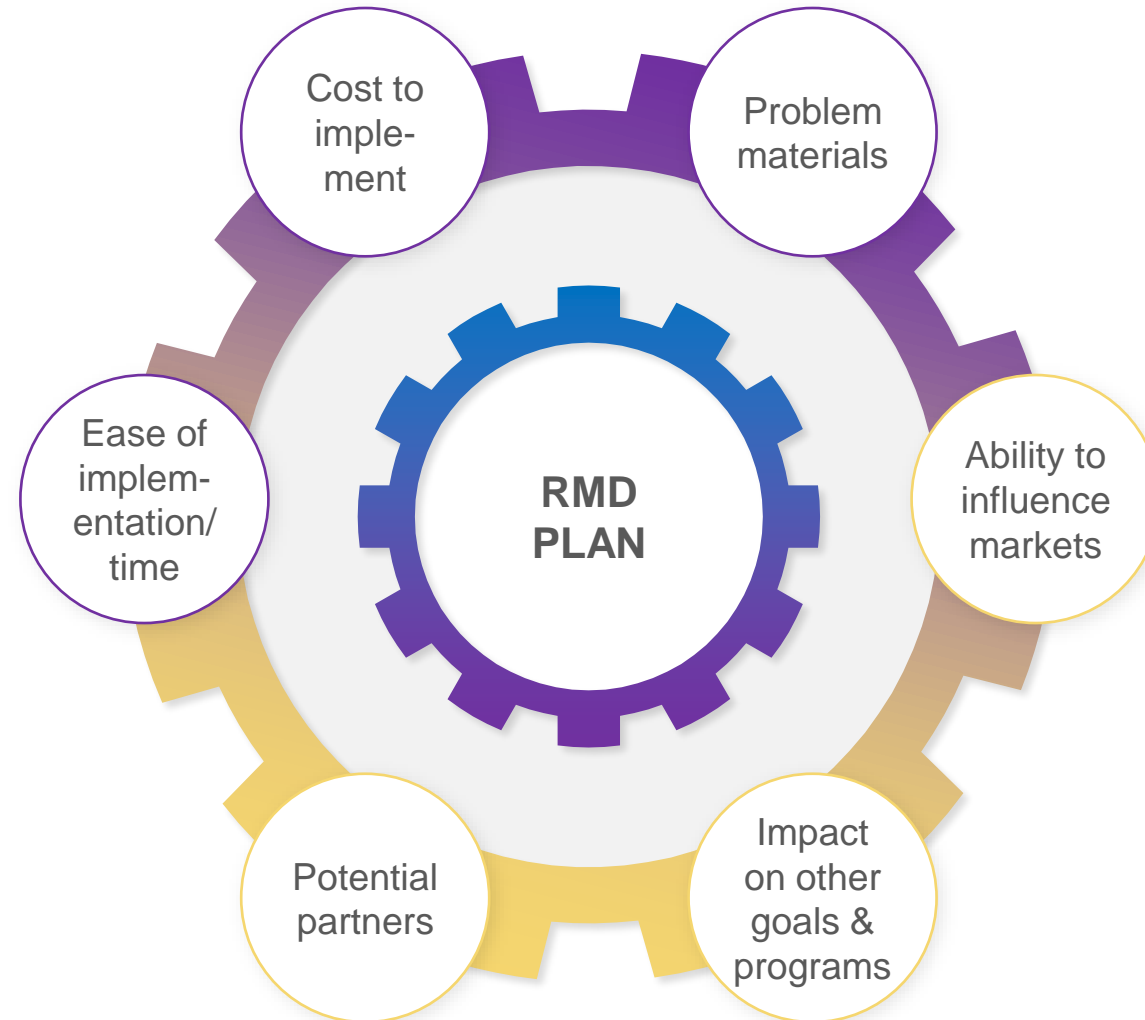 Cost to
imple-
ment
Problem
materials
Ease of
implem-
entation/
time
RMD
PLAN
Ability to
influence
markets
Potential
partners
Impact
on other
goals &
programs